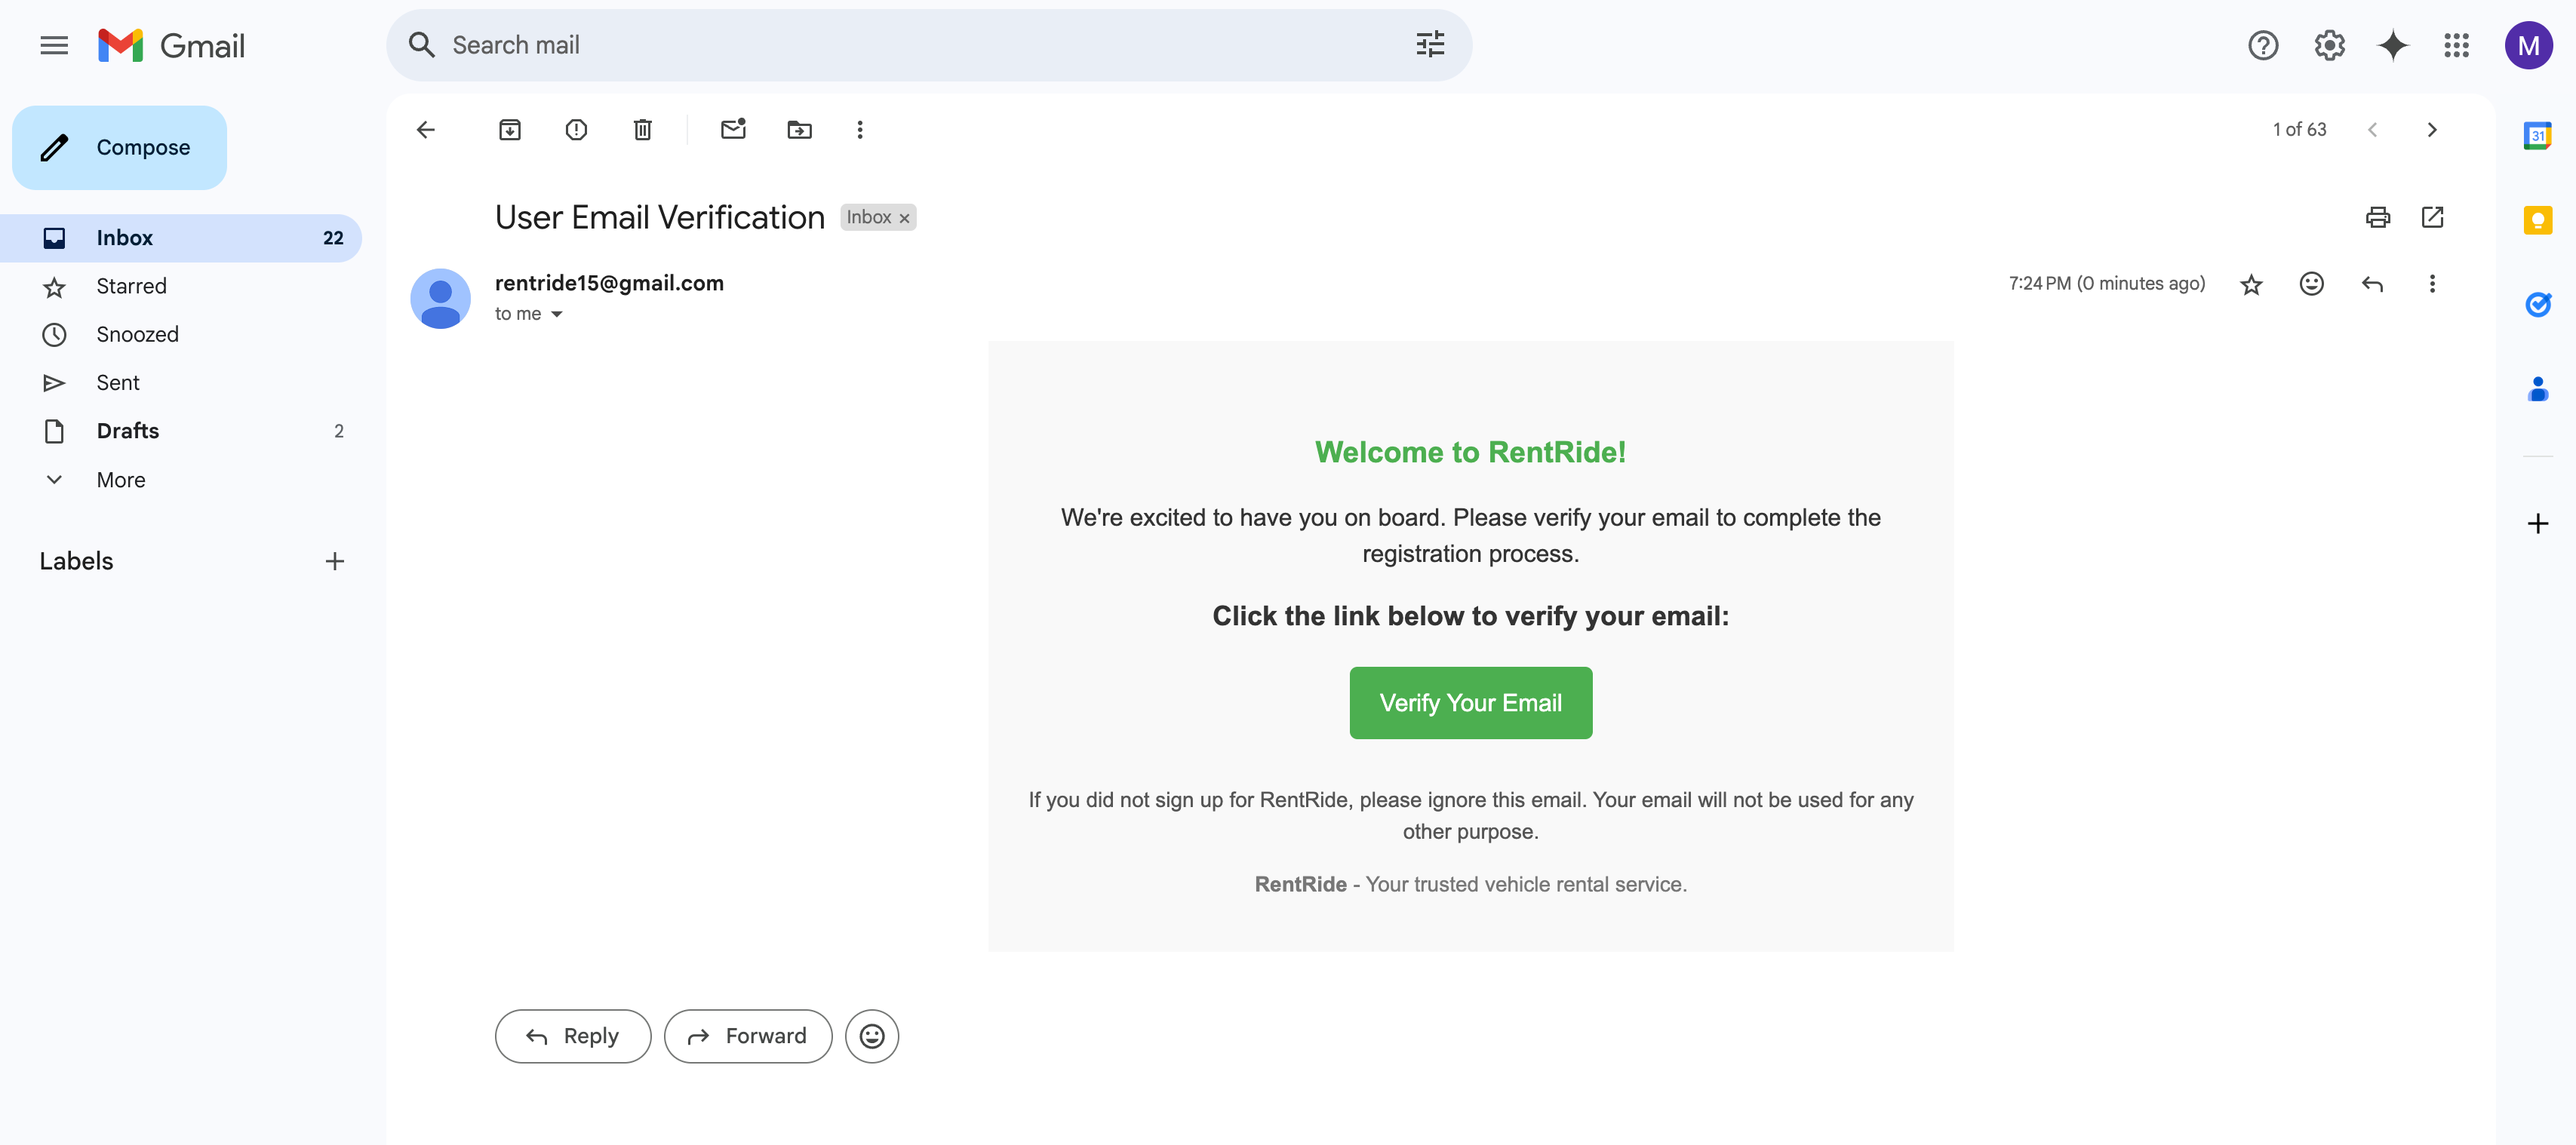 Gmail
Search mail
M
Compose
1 of 63
31
Inbox 22
Starred
Snoozed
Sent
Drafts 2
More
Labels
User Email Verification Inbox ×
rentride15@gmail.com
7:24 PM (0 minutes ago)
to me
Welcome to RentRide!
We're excited to have you on board. Please verify your email to complete the
registration process.
Click the link below to verify your email:
Verify Your Email
If you did not sign up for RentRide, please ignore this email. Your email will not be used for any
other purpose.
RentRide - Your trusted vehicle rental service.
Reply
Forward